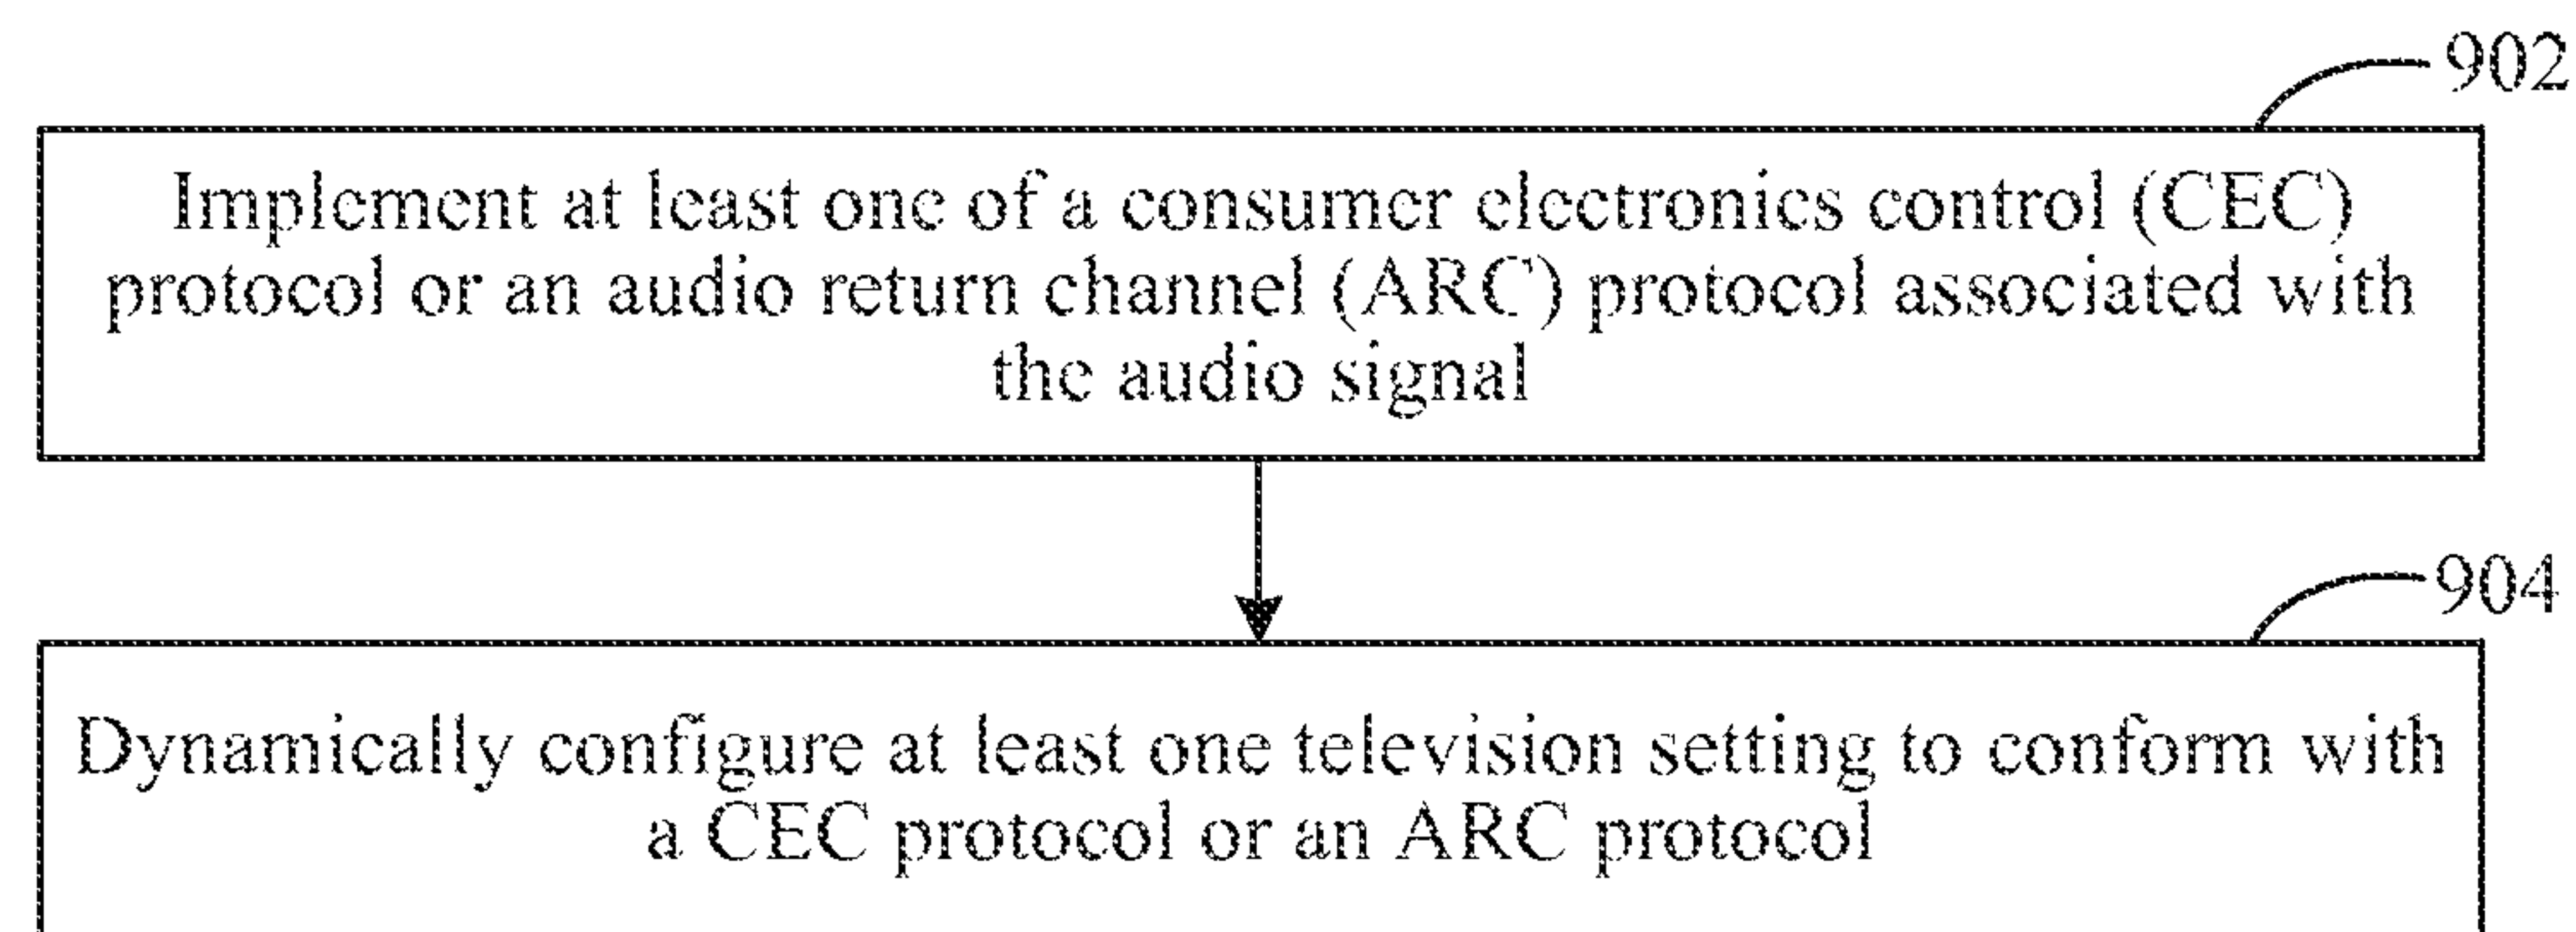 902
Implement at least one of a consumer electronics control (CEC)
protocol or an audio return channel (ARC) protocol associated with
the audio signal
904
Dynamically configure at least one television setting to conform with
a CEC protocol or an ARC protocol